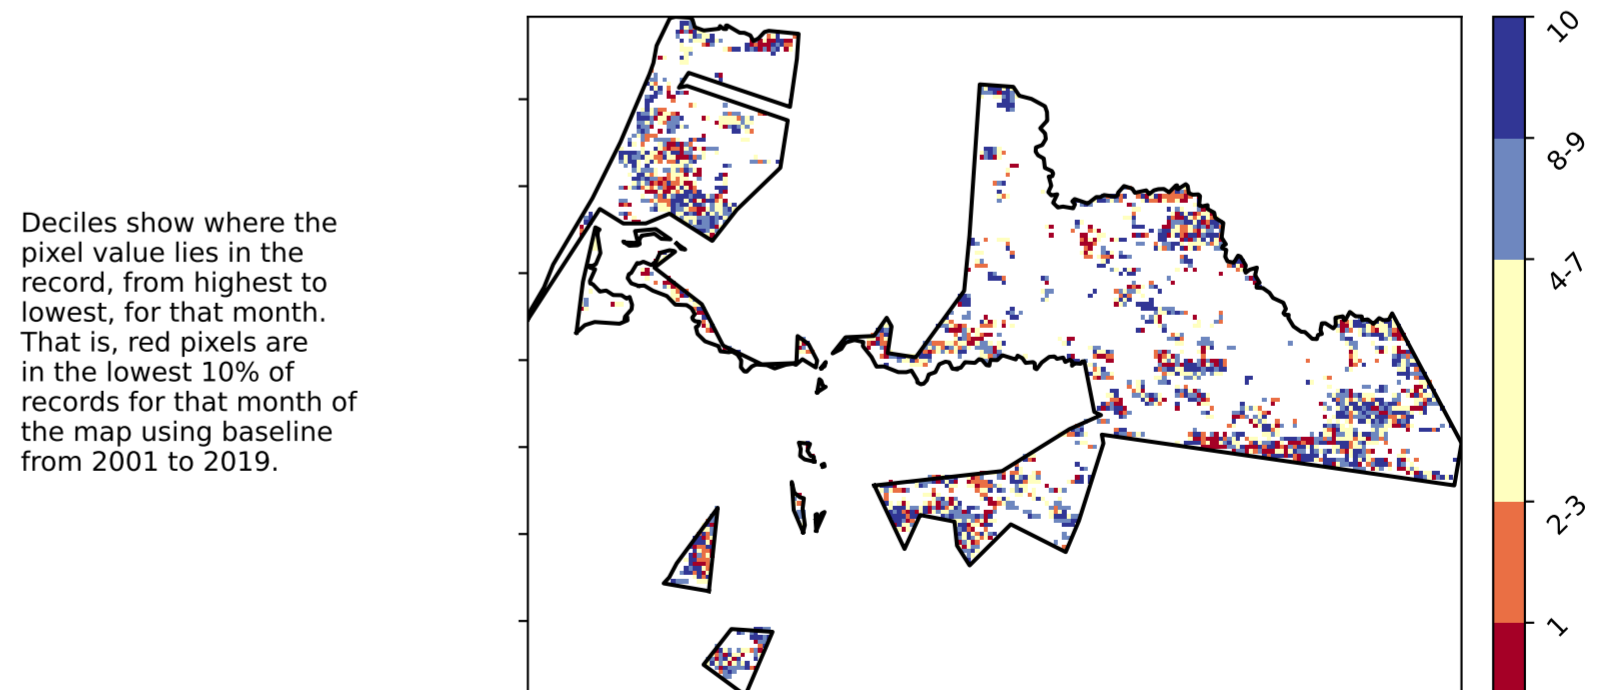 Deciles show where the
pixel value lies in the
record, from highest to
lowest, for that month.
That is, red pixels are
in the lowest 10% of
records for that month of
the map using baseline
from 2001 to 2019.
10
8-9
4-7
2-3
1